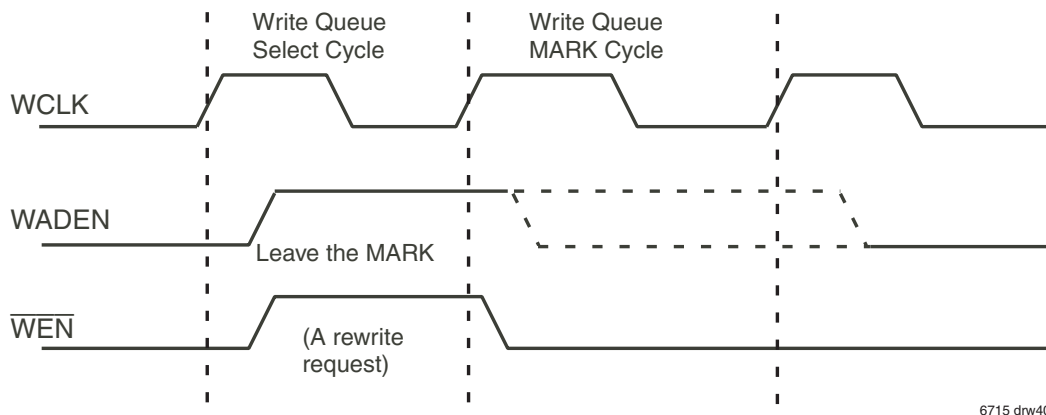 Write Queue
Select Cycle
Write Queue
MARK Cycle
WCLK
WADEN
Leave the MARK
WEN
(A rewrite
request)
6715 drw40